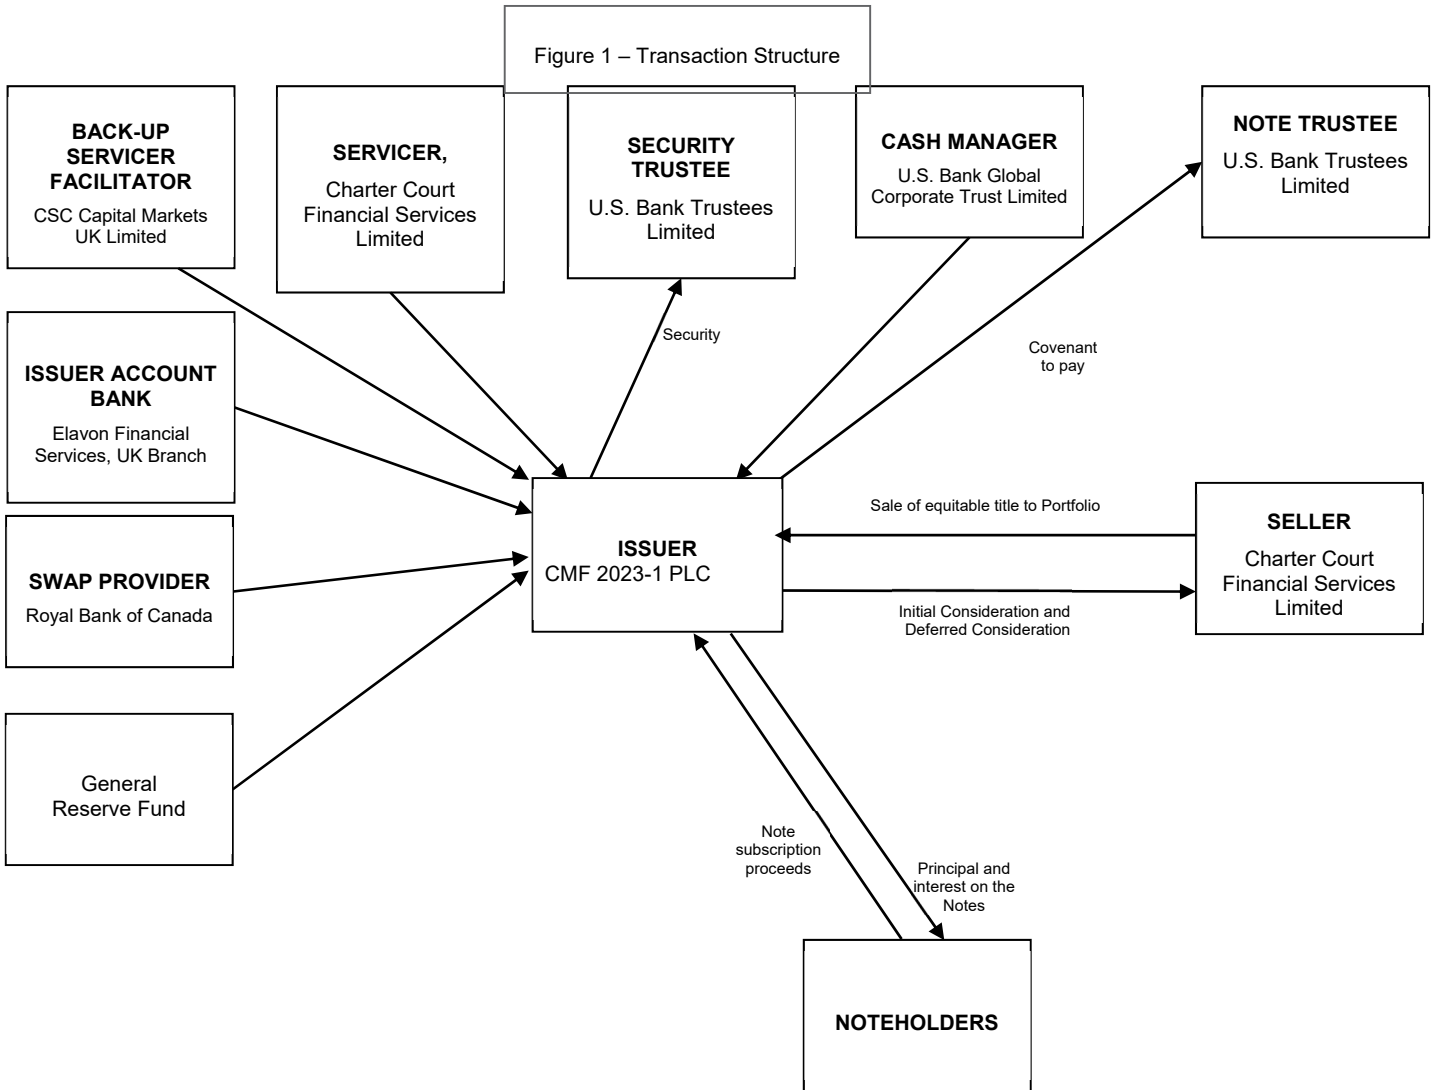 Figure 1 – Transaction Structure
BACK-UP
SERVICER
FACILITATOR
CSC Capital Markets
UK Limited
SERVICER,
Charter Court
Financial Services
Limited
SECURITY
TRUSTEE
U.S. Bank Trustees
Limited
CASH MANAGER
U.S. Bank Global
Corporate Trust Limited
NOTE TRUSTEE
U.S. Bank Trustees
Limited
ISSUER ACCOUNT
BANK
Elavon Financial
Services, UK Branch
Security
Covenant
to pay
SWAP PROVIDER
Royal Bank of Canada
ISSUER
CMF 2023-1 PLC
Sale of equitable title to Portfolio
Initial Consideration and
Deferred Consideration
SELLER
Charter Court
Financial Services
Limited
General
Reserve Fund
Note
subscription
proceeds
Principal and
interest on the
Notes
NOTEHOLDERS